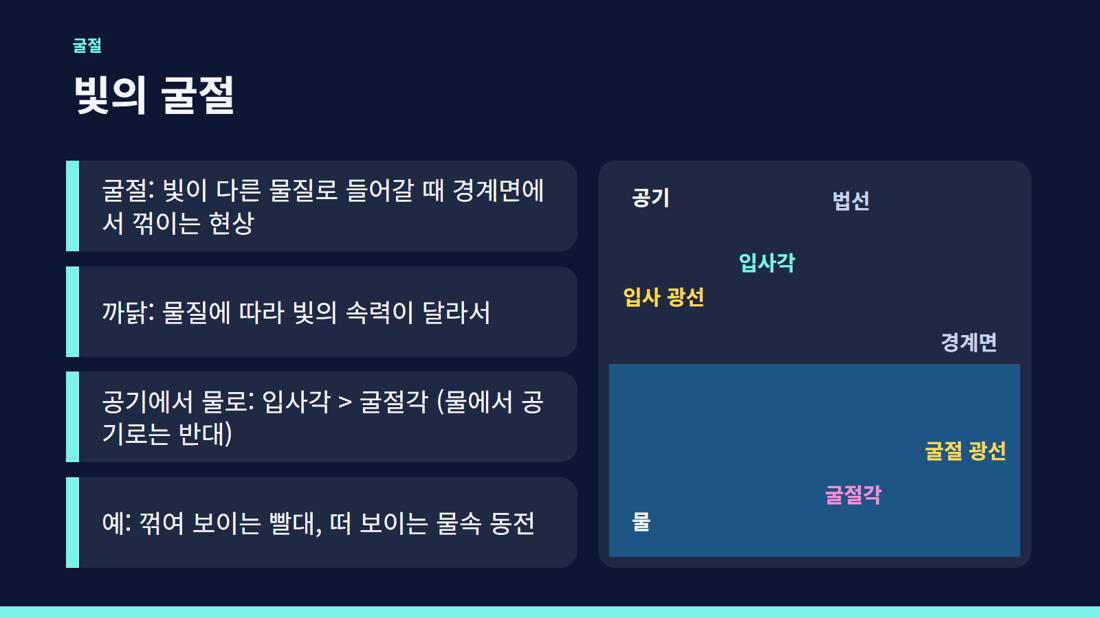 굴절
빛의 굴절
굴절: 빛이 다른 물질로 들어갈 때 경계면에
서 꺾이는 현상
까닭: 물질에 따라 빛의 속력이 달라서
공기에서 물로: 입사각 > 굴절각 (물에서 공
기로는 반대)
예: 꺾여 보이는 빨대, 떠 보이는 물속 동전
공기
법선
입사각
입사 광선
경계면
굴절 광선
굴절각
물